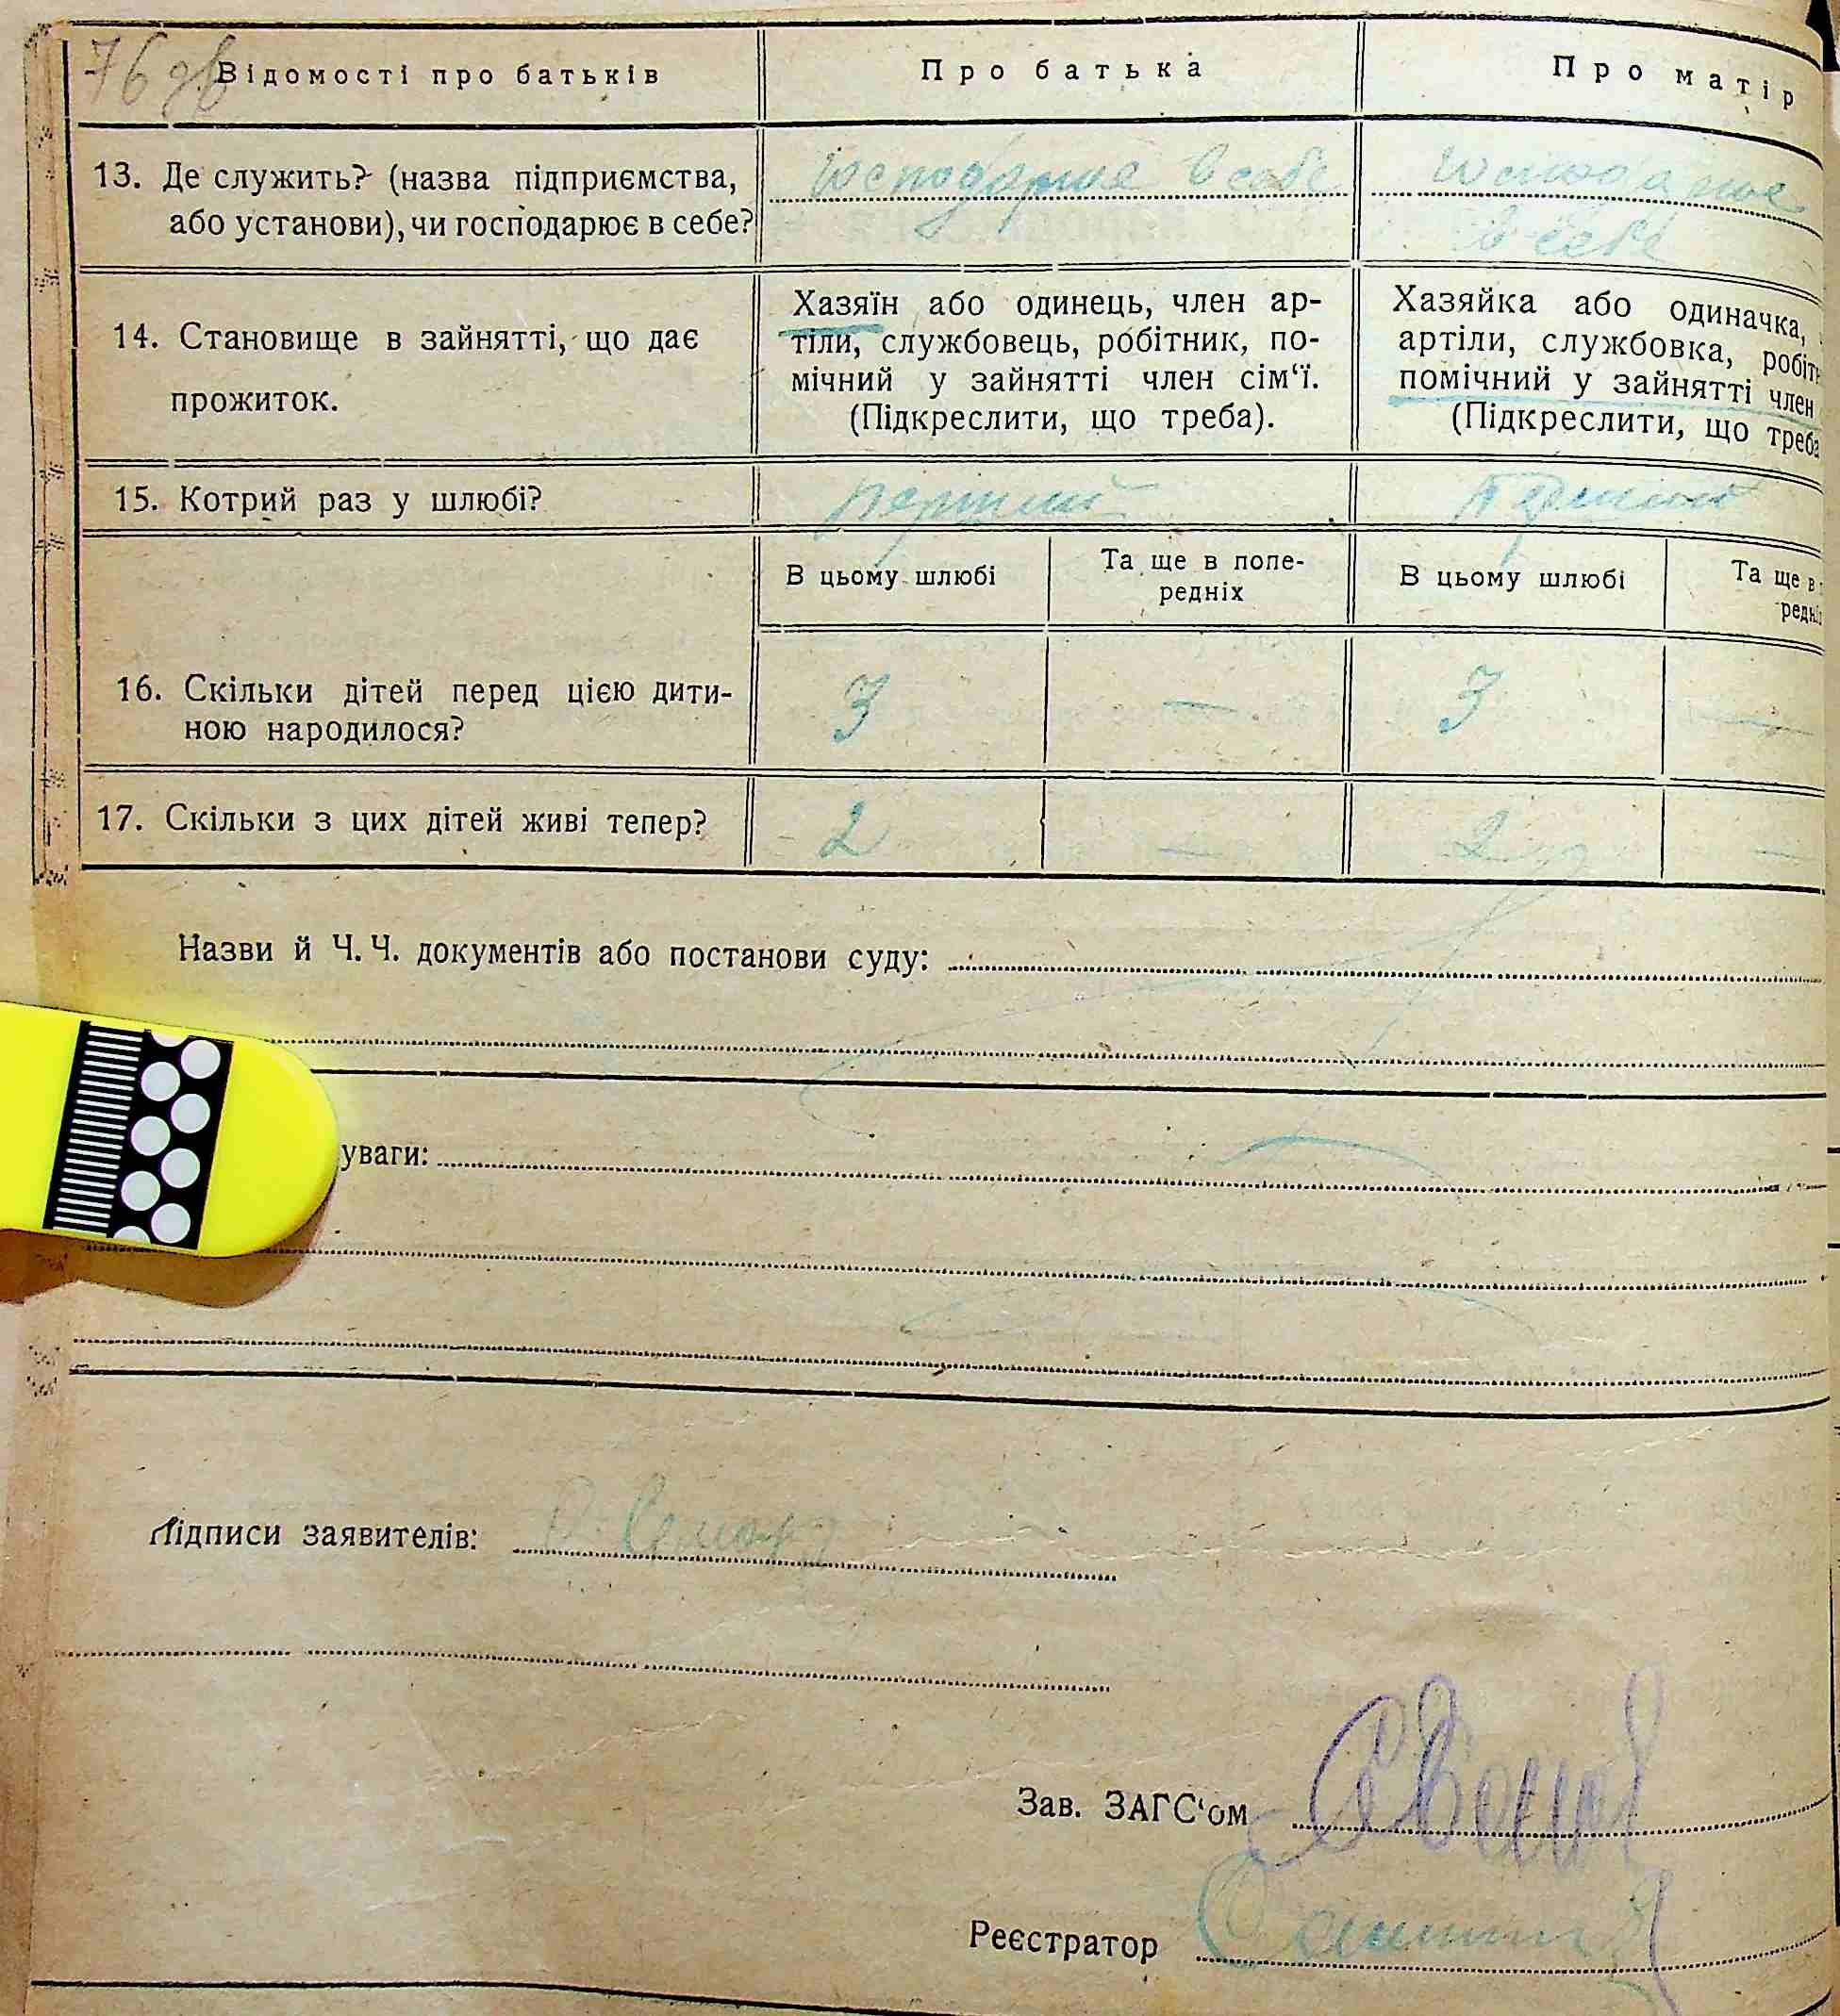 76 зв
Відомості про батьків
Про батька
Про матір
13. Де служить? (назва підприємства,
або установи), чи господарює в себе?
господарює в себе
господарює
в себе
14. Становище в зайнятті, що дає
прожиток.
Хазяїн або одинець, член ар-
тіли, службовець, робітник, по-
мічний у зайнятті член сім‘ї.
(Підкреслити, що треба).
Хазяйка або одиначка,
артіли, службовка, робіт
помічний у зайнятті член
(Підкреслити, що треба
15. Котрий раз у шлюбі?
перший
перший
В цьому шлюбі
Та ще в попе-
редніх
В цьому шлюбі
Та ще в
редніх
16. Скільки дітей перед цією дити-
ною народилося?
3 — 3 —
17. Скільки з цих дітей живі тепер?
2 — 2 —
Назви й Ч. Ч. документів або постанови суду:
уваги:
Підписи заявителів:
Зав. ЗАГС‘ом
Реєстратор